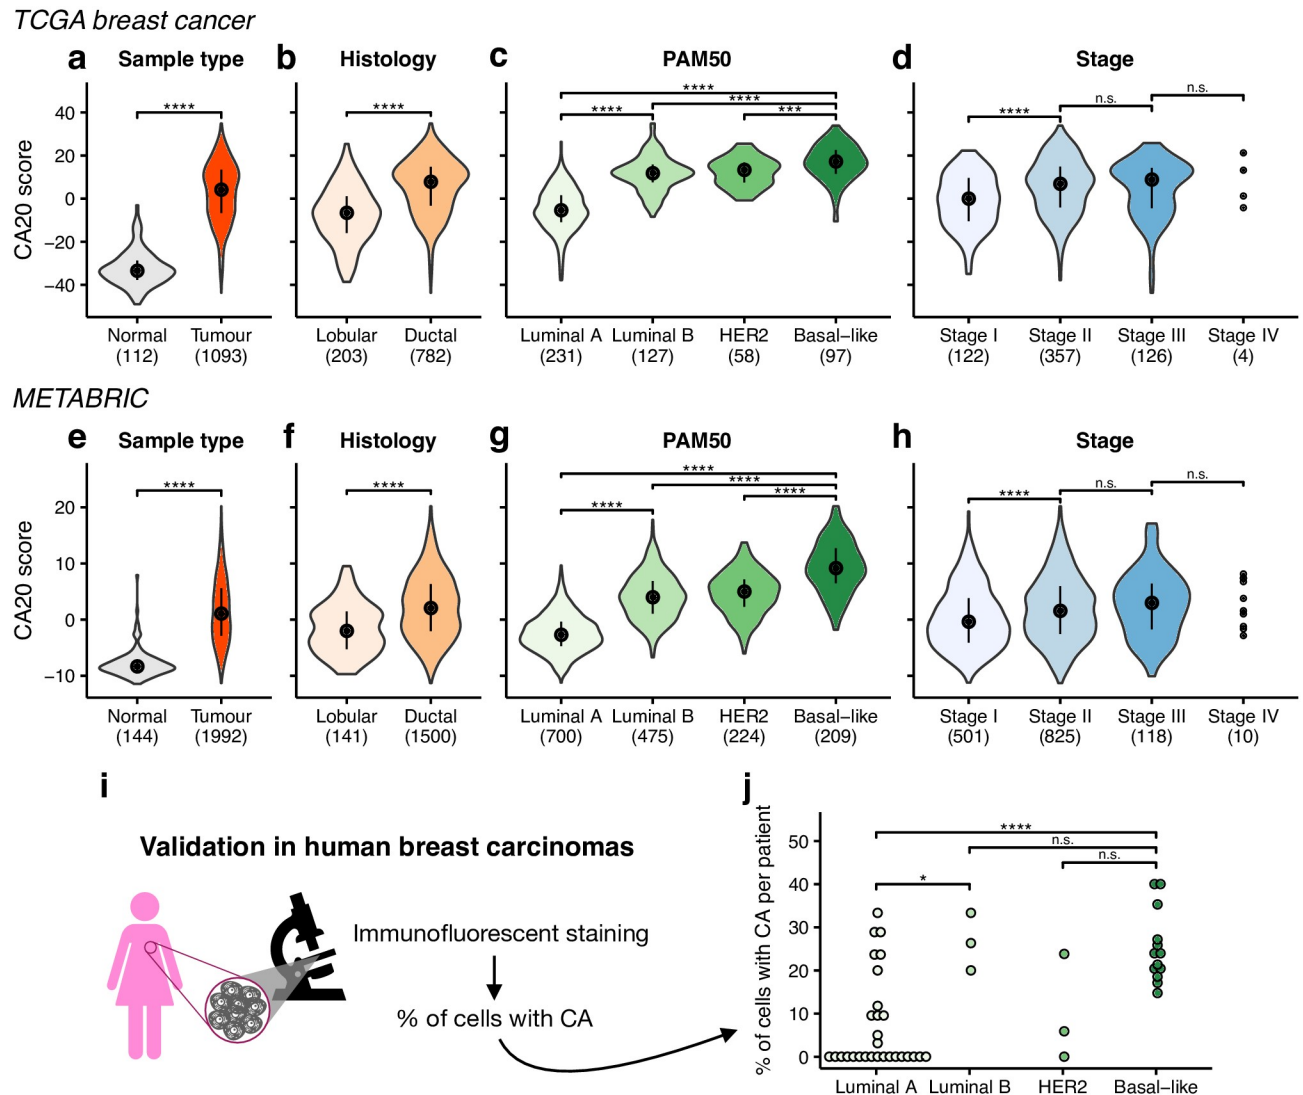 TCGA breast cancer
a Sample type
b Histology
c PAM50
d Stage
CA20 score
40
20
0
−20
−40
****
****
****
****
****
***
****
n.s.
n.s.
Normal Tumour
(112) (1093)
Lobular Ductal
(203) (782)
Luminal A Luminal B HER2 Basal−like
(231) (127) (58) (97)
Stage I Stage II Stage III Stage IV
(122) (357) (126) (4)
METABRIC
e Sample type
f Histology
g PAM50
h Stage
CA20 score
20
10
0
−10
****
****
****
****
****
****
****
n.s.
n.s.
Normal Tumour
(144) (1992)
Lobular Ductal
(141) (1500)
Luminal A Luminal B HER2 Basal−like
(700) (475) (224) (209)
Stage I Stage II Stage III Stage IV
(501) (825) (118) (10)
i
Validation in human breast carcinomas
Immunofluorescent staining
% of cells with CA
j
% of cells with CA per patient
50
40
30
20
10
0
****
n.s.
n.s.
*
Luminal A Luminal B HER2 Basal−like